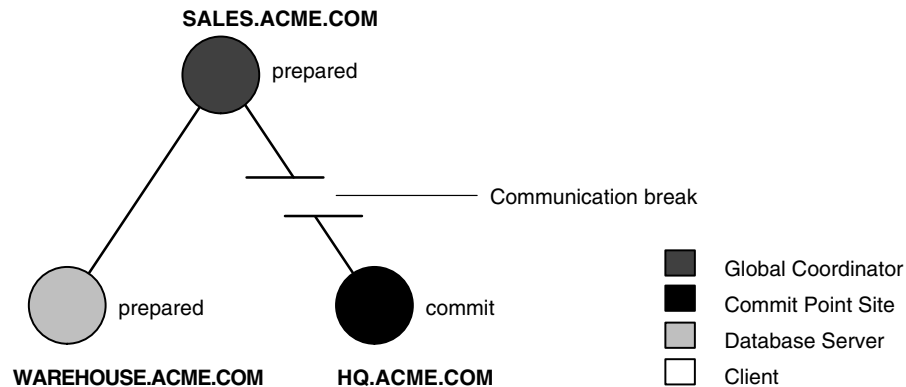 SALES.ACME.COM
prepared
Communication break
prepared
commit
WAREHOUSE.ACME.COM
HQ.ACME.COM
Global Coordinator
Commit Point Site
Database Server
Client